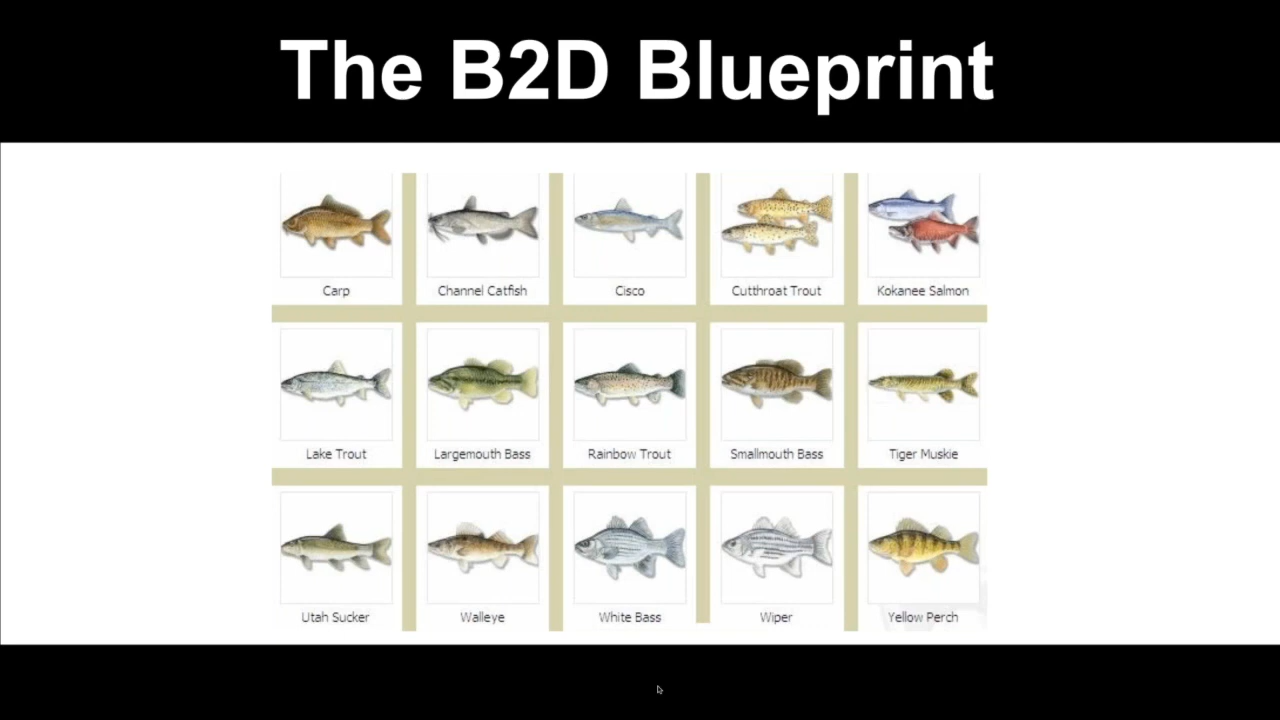 The B2D Blueprint
Carp
Channel Catfish
Cisco
Cutthroat Trout
Kokanee Salmon
Lake Trout
Largemouth Bass
Rainbow Trout
Smallmouth Bass
Tiger Muskie
Utah Sucker
Walleye
White Bass
Wiper
Yellow Perch